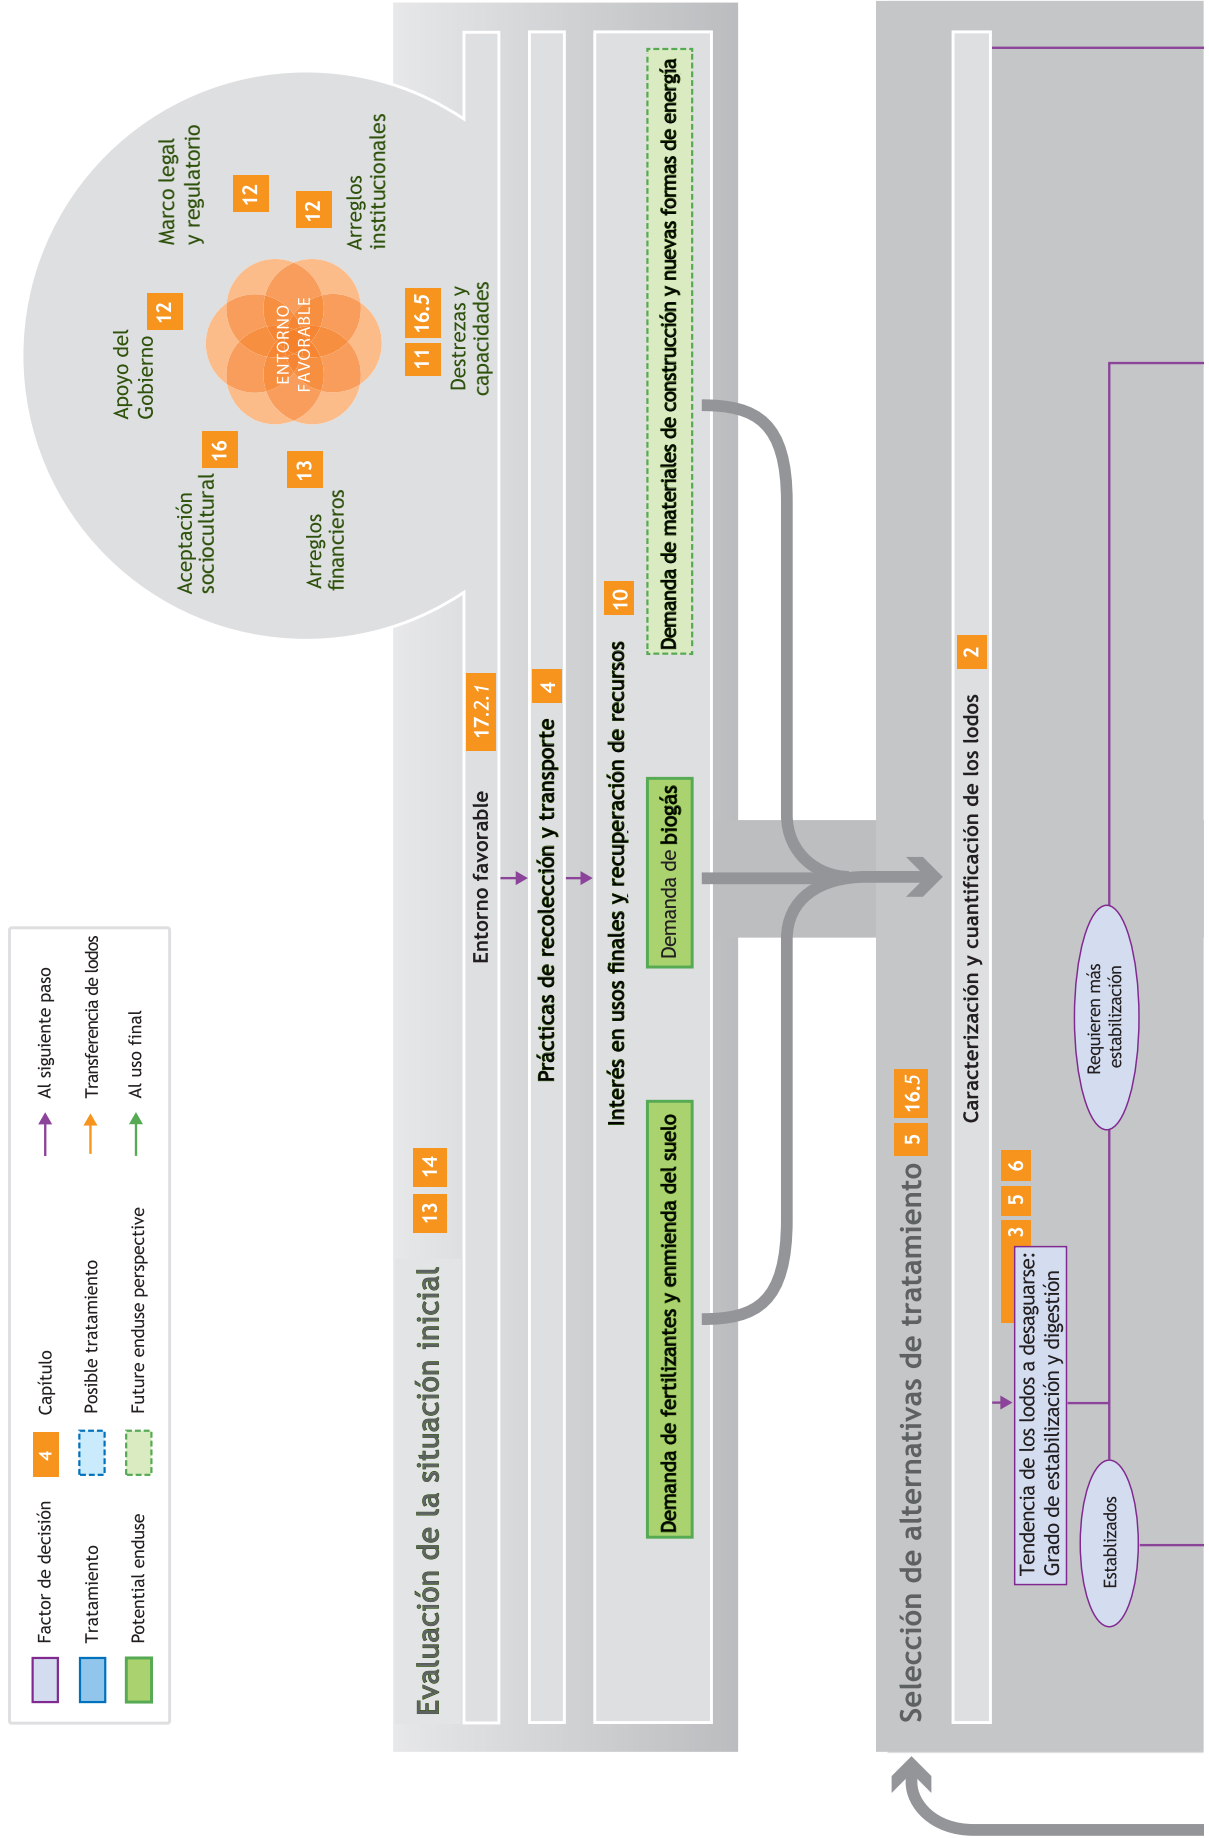 Factor de decisión
4
Capítulo
Al siguiente paso
Tratamiento
Posible tratamiento
Transferencia de lodos
Potential enduse
Future enduse perspective
Al uso final
Apoyo del
Gobierno
12
Marco legal
y regulatorio
12
Aceptación
sociocultural
16
ENTORNO
FAVORABLE
12
Arreglos
institucionales
13
Arreglos
financieros
11
16.5
Destrezas y
capacidades
Evaluación de la situación inicial
13
14
Entorno favorable
17.2.1
Prácticas de recolección y transporte
4
Interés en usos finales y recuperación de recursos
10
Demanda de fertilizantes y enmienda del suelo
Demanda de biogás
Demanda de materiales de construcción y nuevas formas de energía
Selección de alternativas de tratamiento
5
16.5
Caracterización y cuantificación de los lodos
2
3
5
6
Tendencia de los lodos a desaguarse:
Grado de estabilización y digestión
Establizados
Requieren más
estabilización